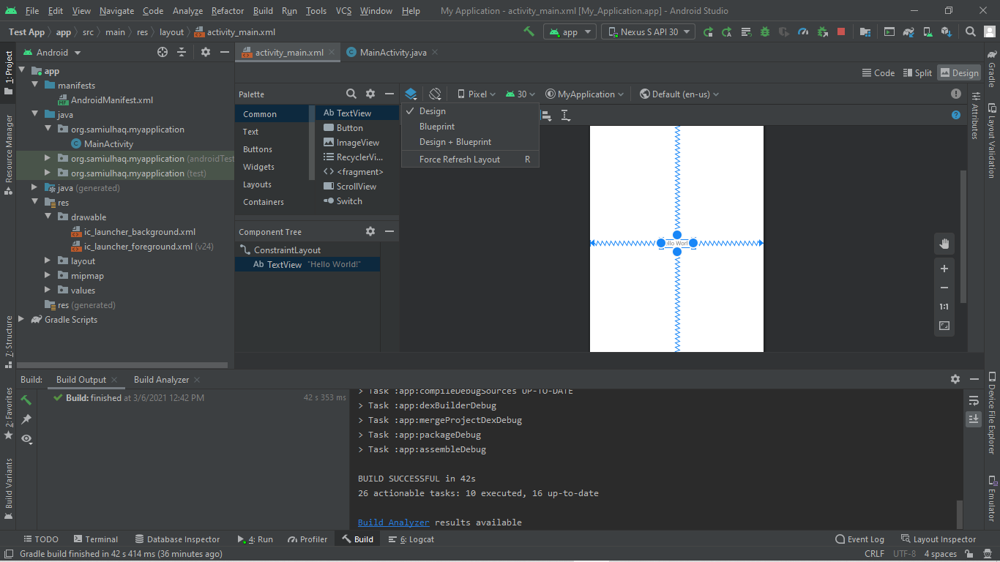 File Edit View Navigate Code Analyze Refactor Build Run Tools VCS Window Help My Application - activity_main.xml [My_Application.app] - Android Studio
Test App app src main res layout activity_main.xml app Nexus S API 30
Android activity_main.xml MainActivity.java
Code Split Design
Palette Pixel 30 MyApplication Default (en-us)
Common
Text
Buttons
Widgets
Layouts
Containers
Ab TextView
Button
ImageView
RecyclerVi...
<fragment>
ScrollView
Switch
Design
Blueprint
Design + Blueprint
Force Refresh Layout R
app
manifests
AndroidManifest.xml
java
org.samiulhaq.myapplication
MainActivity
org.samiulhaq.myapplication (androidTest
org.samiulhaq.myapplication (test)
java (generated)
res
drawable
ic_launcher_background.xml
ic_launcher_foreground.xml (v24)
layout
mipmap
values
res (generated)
Gradle Scripts
Component Tree
ConstraintLayout
Ab TextView "Hello World!"
ello Worl
1:1
1: Project
Resource Manager
7: Structure
2: Favorites
Build Variants
Gradle
Attributes
Layout Validation
Device File Explorer
Emulator
Build: Build Output Build Analyzer
Build: finished at 3/6/2021 12:42 PM 42 s 353 ms
> Task :app:compileDebugSources UP-TO-DATE
> Task :app:dexBuilderDebug
> Task :app:mergeProjectDexDebug
> Task :app:packageDebug
> Task :app:assembleDebug
BUILD SUCCESSFUL in 42s
26 actionable tasks: 10 executed, 16 up-to-date
Build Analyzer results available
TODO Terminal Database Inspector 4: Run Profiler Build 6: Logcat Event Log Layout Inspector
Gradle build finished in 42 s 414 ms (36 minutes ago) CRLF UTF-8 4 spaces